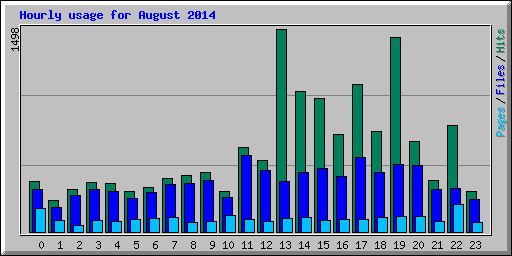 Hourly usage for August 2014
1498
Pages / Files / Hits
0 1 2 3 4 5 6 7 8 9 10 11 12 13 14 15 16 17 18 19 20 21 22 23